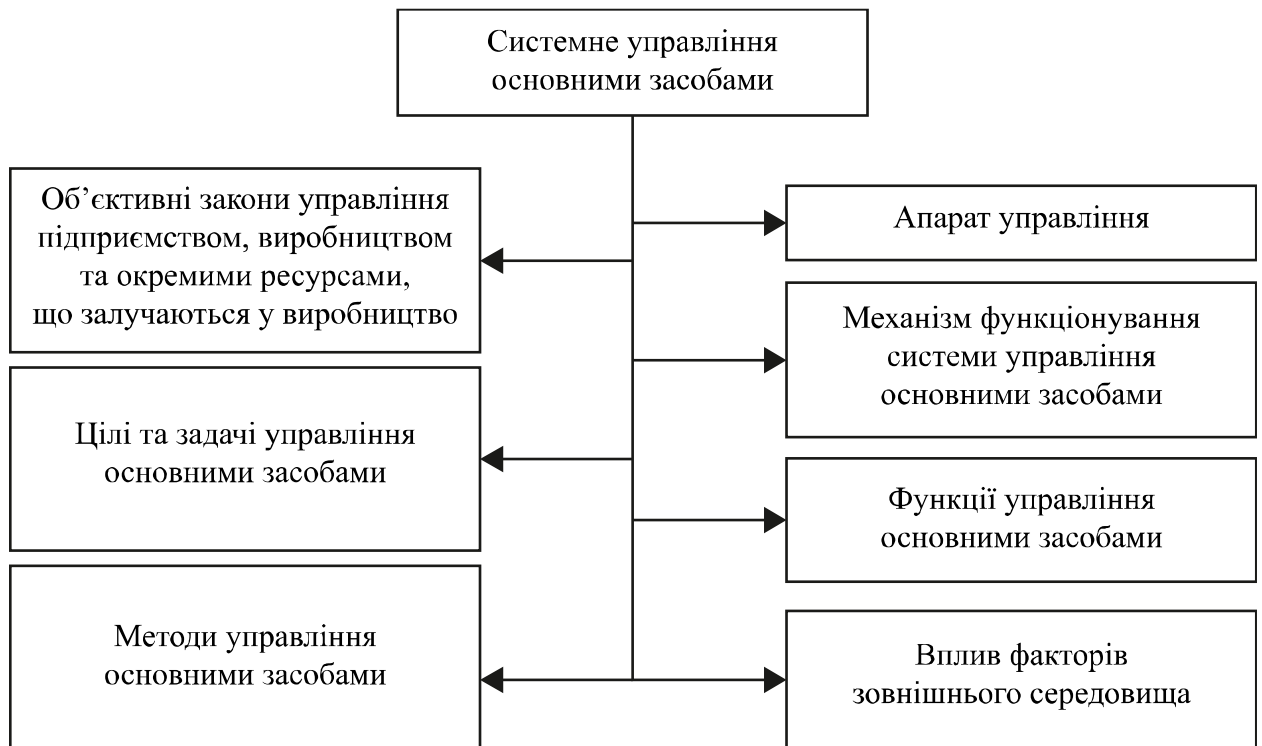 Системне управління
основними засобами
Об’єктивні закони управління
підприємством, виробництвом
та окремими ресурсами,
що залучаються у виробництво
Цілі та задачі управління
основними засобами
Методи управління
основними засобами
Апарат управління
Механізм функціонування
системи управління
основними засобами
Функції управління
основними засобами
Вплив факторів
зовнішнього середовища